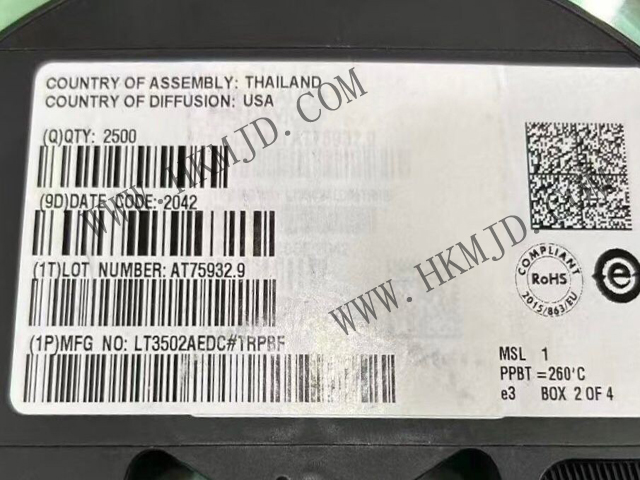 COUNTRY OF ASSEMBLY: THAILAND
COUNTRY OF DIFFUSION: USA
(Q)QTY: 2500
(9D)DATE CODE: 2042
(1T)LOT NUMBER: AT75932.9
(1P)MFG NO: LT3502AEDC#TRPBF
COMPLIANT
RoHS
2015/863/EU
e
MSL 1
PPBT =260°C
e3 BOX 2 OF 4
WWW.HKMJD.COM
WWW.HKMJD.